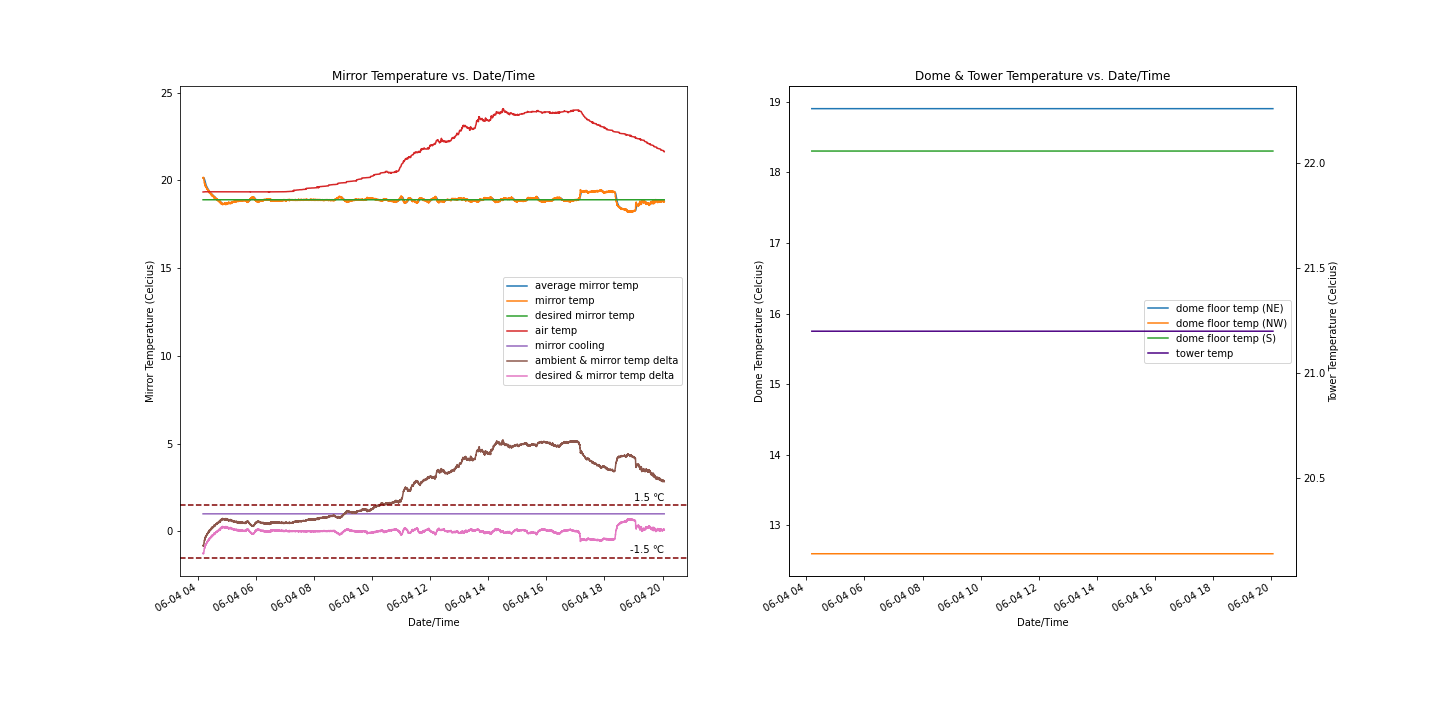 Mirror Temperature vs. Date/Time
Mirror Temperature (Celcius)
25
20
15
10
5
0
average mirror temp
mirror temp
desired mirror temp
air temp
mirror cooling
ambient & mirror temp delta
desired & mirror temp delta
1.5 °C
-1.5 °C
06-04 04
06-04 06
06-04 08
06-04 10
06-04 12
06-04 14
06-04 16
06-04 18
06-04 20
Date/Time
Dome & Tower Temperature vs. Date/Time
Dome Temperature (Celcius)
19
18
17
16
15
14
13
dome floor temp (NE)
dome floor temp (NW)
dome floor temp (S)
tower temp
22.0
21.5
21.0
20.5
Tower Temperature (Celcius)
06-04 04
06-04 06
06-04 08
06-04 10
06-04 12
06-04 14
06-04 16
06-04 18
06-04 20
Date/Time